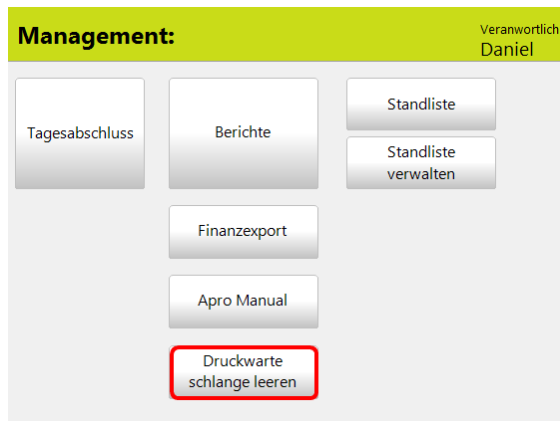 Management:
Veranwortlich
Daniel
Tagesabschluss
Berichte
Standliste
Standliste
verwalten
Finanzexport
Apro Manual
Druckwarte
schlange leeren